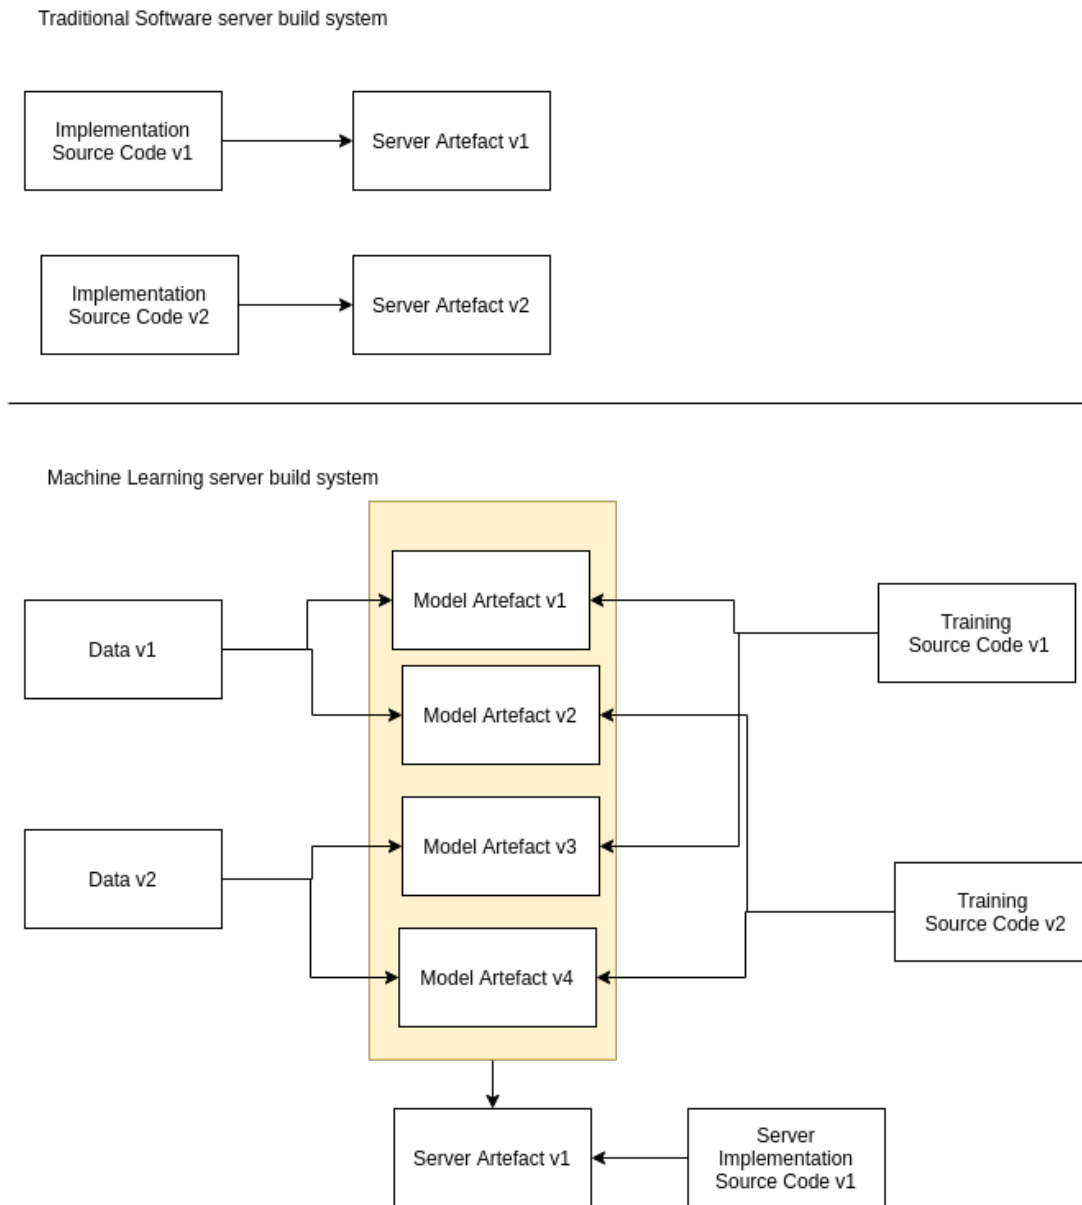 Traditional Software server build system
Implementation
Source Code v1
Server Artefact v1
Implementation
Source Code v2
Server Artefact v2
Machine Learning server build system
Model Artefact v1
Data v1
Training
Source Code v1
Model Artefact v2
Model Artefact v3
Data v2
Training
Source Code v2
Model Artefact v4
Server Artefact v1
Server
Implementation
Source Code v1